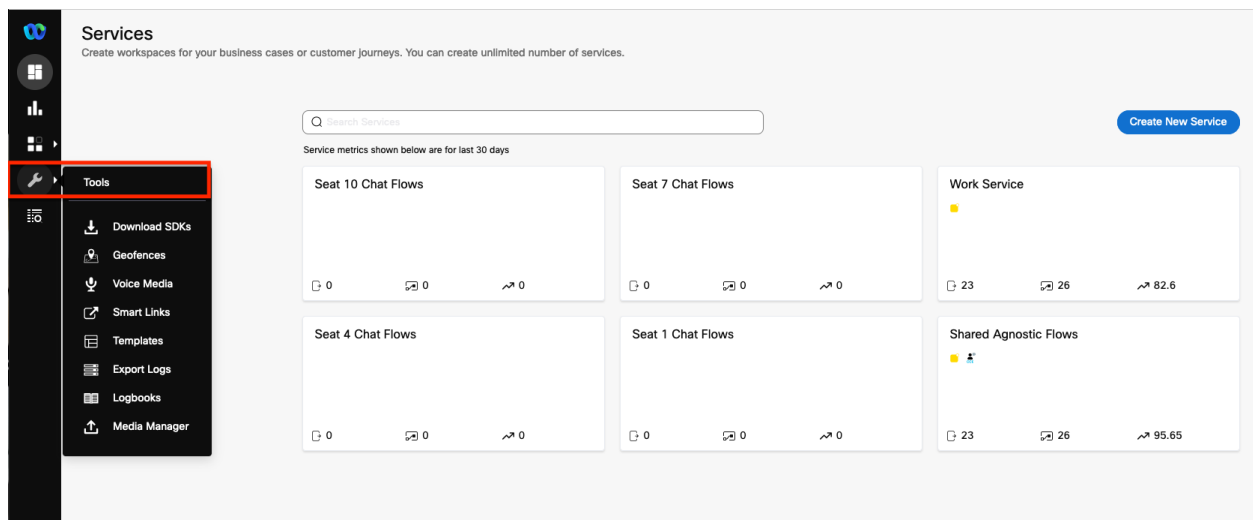 Services
Create workspaces for your business cases or customer journeys. You can create unlimited number of services.
Search Services
Create New Service
Service metrics shown below are for last 30 days
Tools
Download SDKs
Geofences
Voice Media
Smart Links
Templates
Export Logs
Logbooks
Media Manager
Seat 10 Chat Flows
0 0 0
Seat 7 Chat Flows
0 0 0
Work Service
23 26 82.6
Seat 4 Chat Flows
0 0 0
Seat 1 Chat Flows
0 0 0
Shared Agnostic Flows
23 26 95.65